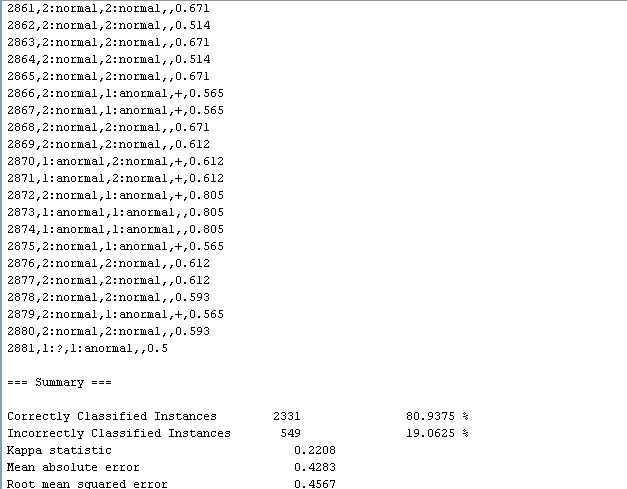 2861,2:normal,2:normal,,0.671
2862,2:normal,2:normal,,0.514
2863,2:normal,2:normal,,0.671
2864,2:normal,2:normal,,0.514
2865,2:normal,2:normal,,0.671
2866,2:normal,1:anormal,+,0.565
2867,2:normal,1:anormal,+,0.565
2868,2:normal,2:normal,,0.671
2869,2:normal,2:normal,,0.612
2870,1:anormal,2:normal,+,0.612
2871,1:anormal,2:normal,+,0.612
2872,2:normal,1:anormal,+,0.805
2873,1:anormal,1:anormal,,0.805
2874,1:anormal,1:anormal,,0.805
2875,2:normal,1:anormal,+,0.565
2876,2:normal,2:normal,,0.612
2877,2:normal,2:normal,,0.612
2878,2:normal,2:normal,,0.593
2879,2:normal,1:anormal,+,0.565
2880,2:normal,2:normal,,0.593
2881,1:?,1:anormal,,0.5
=== Summary ===
Correctly Classified Instances 2331 80.9375 %
Incorrectly Classified Instances 549 19.0625 %
Kappa statistic 0.2208
Mean absolute error 0.4283
Root mean squared error 0.4567